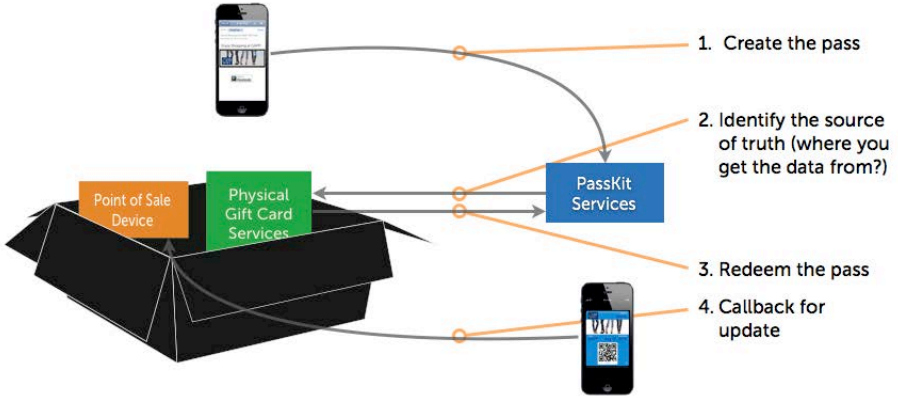 1. Create the pass
2. Identify the source
of truth (where you
get the data from?)
PassKit
Services
Point of Sale
Device
Physical
Gift Card
Services
3. Redeem the pass
4. Callback for
update